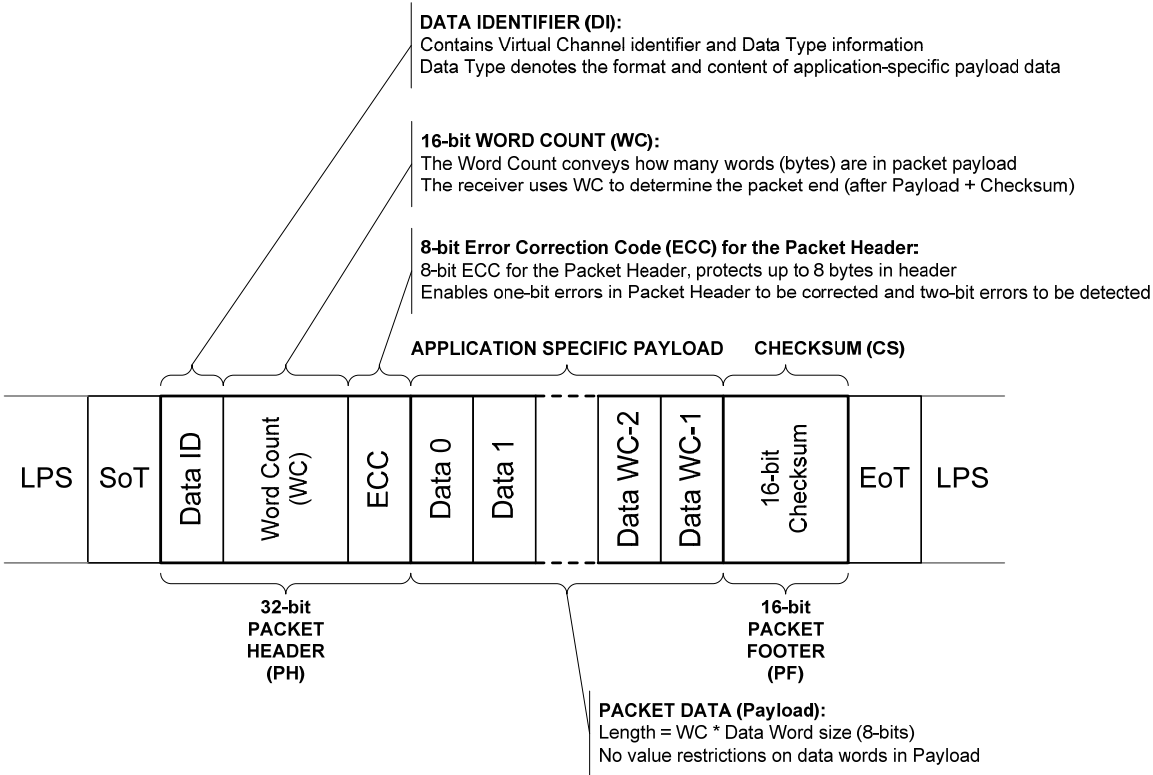 DATA IDENTIFIER (DI):
Contains Virtual Channel identifier and Data Type information
Data Type denotes the format and content of application-specific payload data
16-bit WORD COUNT (WC):
The Word Count conveys how many words (bytes) are in packet payload
The receiver uses WC to determine the packet end (after Payload + Checksum)
8-bit Error Correction Code (ECC) for the Packet Header:
8-bit ECC for the Packet Header, protects up to 8 bytes in header
Enables one-bit errors in Packet Header to be corrected and two-bit errors to be detected
APPLICATION SPECIFIC PAYLOAD
CHECKSUM (CS)
LPS
SoT
Data ID
Word Count
(WC)
ECC
Data 0
Data 1
Data WC-2
Data WC-1
16-bit
Checksum
EoT
LPS
32-bit
PACKET
HEADER
(PH)
16-bit
PACKET
FOOTER
(PF)
PACKET DATA (Payload):
Length = WC * Data Word size (8-bits)
No value restrictions on data words in Payload